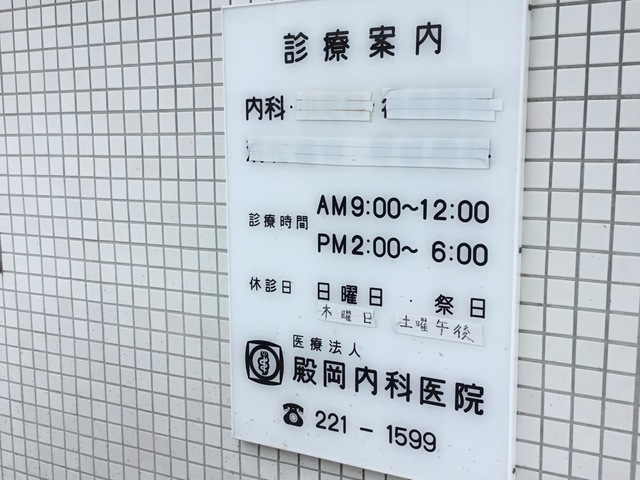 診療案内
内科・
診療時間 AM9:00〜12:00
PM2:00〜 6:00
休診日 日曜日・祭日
木曜日 土曜午後
医療法人
殿岡内科医院
☎ 221-1599